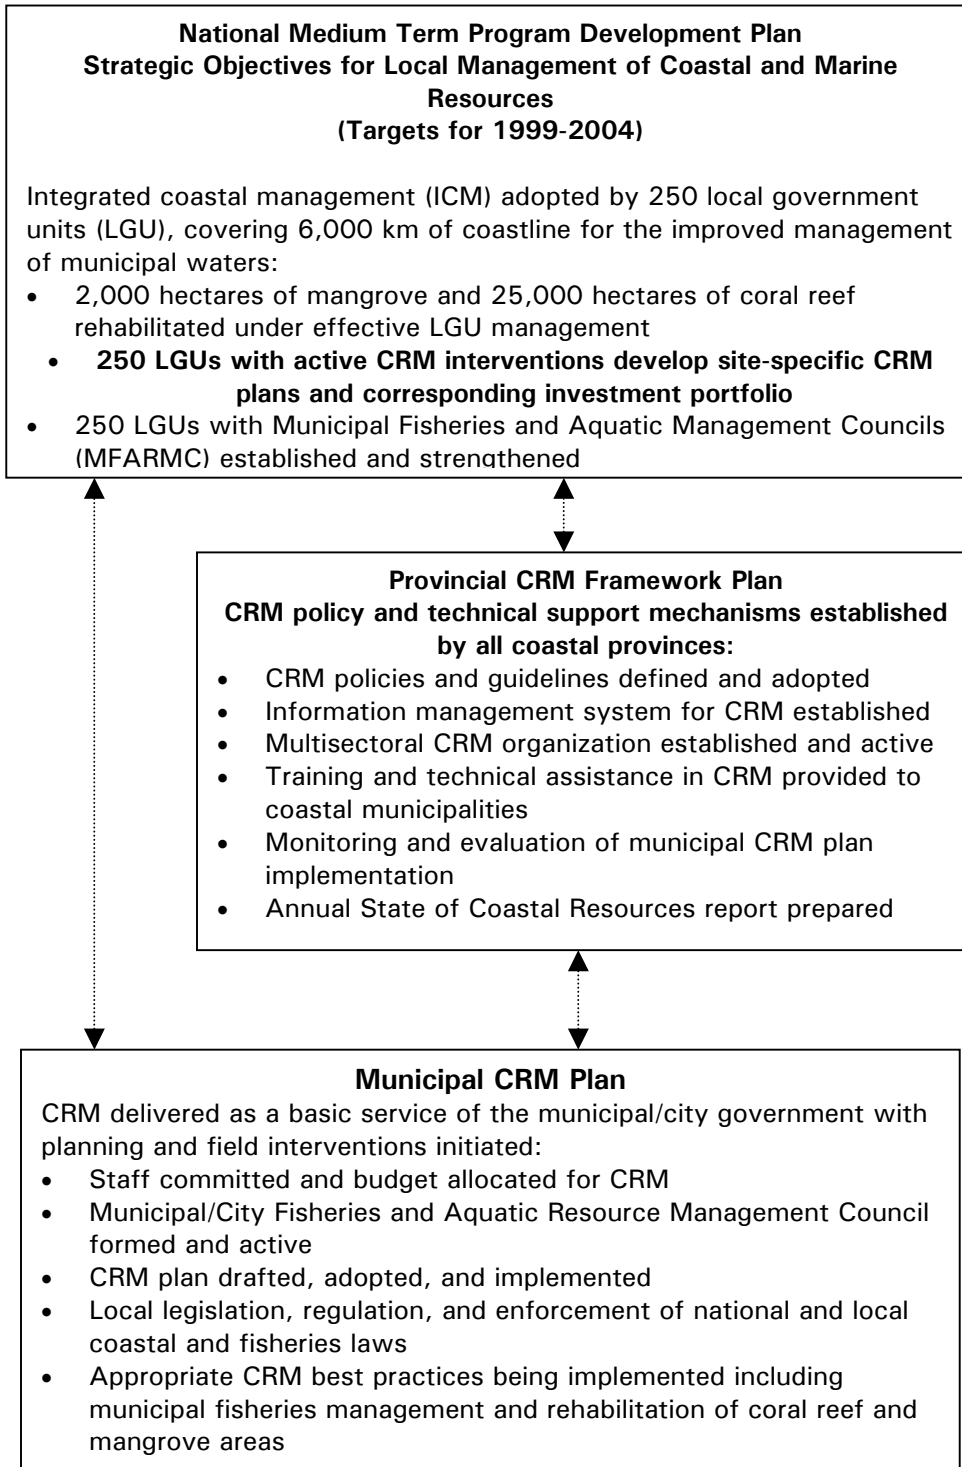 National Medium Term Program Development Plan
Strategic Objectives for Local Management of Coastal and Marine
Resources
(Targets for 1999-2004)
Integrated coastal management (ICM) adopted by 250 local government
units (LGU), covering 6,000 km of coastline for the improved management
of municipal waters:
• 2,000 hectares of mangrove and 25,000 hectares of coral reef
rehabilitated under effective LGU management
• 250 LGUs with active CRM interventions develop site-specific CRM
plans and corresponding investment portfolio
• 250 LGUs with Municipal Fisheries and Aquatic Management Councils
(MFARMC) established and strengthened
Provincial CRM Framework Plan
CRM policy and technical support mechanisms established
by all coastal provinces:
• CRM policies and guidelines defined and adopted
• Information management system for CRM established
• Multisectoral CRM organization established and active
• Training and technical assistance in CRM provided to
coastal municipalities
• Monitoring and evaluation of municipal CRM plan
implementation
• Annual State of Coastal Resources report prepared
Municipal CRM Plan
CRM delivered as a basic service of the municipal/city government with
planning and field interventions initiated:
• Staff committed and budget allocated for CRM
• Municipal/City Fisheries and Aquatic Resource Management Council
formed and active
• CRM plan drafted, adopted, and implemented
• Local legislation, regulation, and enforcement of national and local
coastal and fisheries laws
• Appropriate CRM best practices being implemented including
municipal fisheries management and rehabilitation of coral reef and
mangrove areas